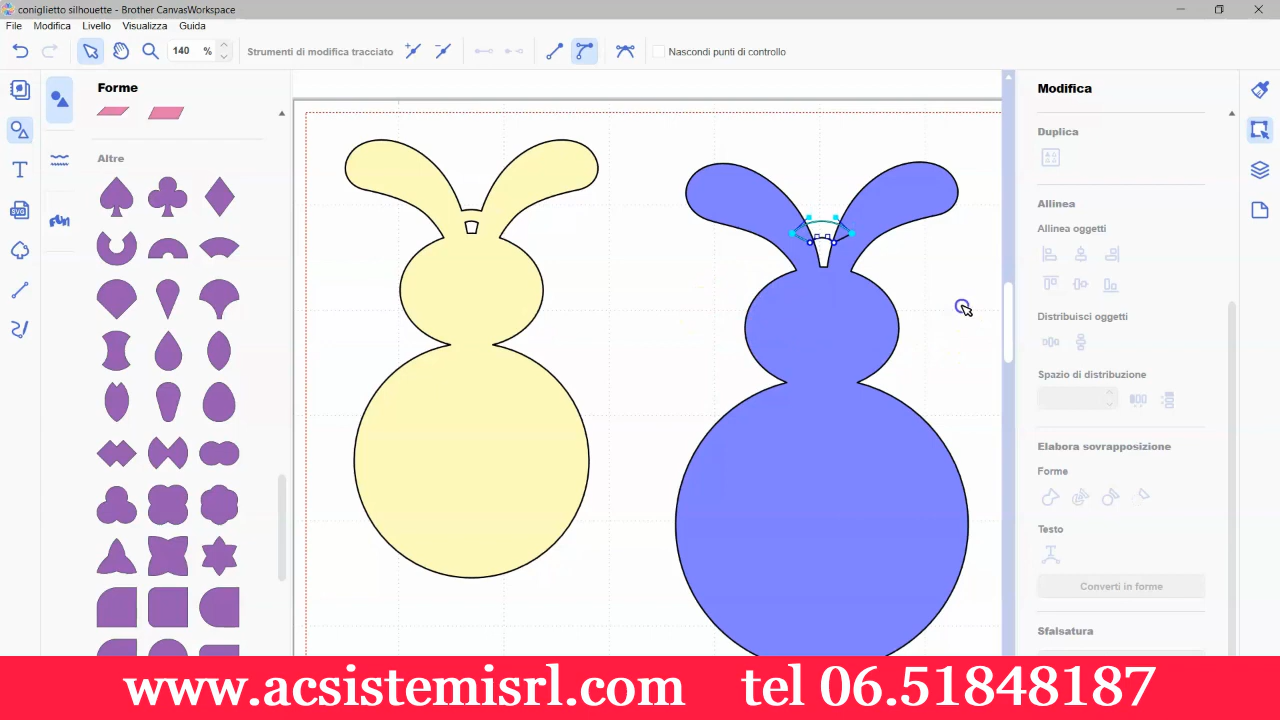 coniglietto silhouette - Brother CanvasWorkspace
File Modifica Livello Visualizza Guida
140 % Strumenti di modifica tracciato Nascondi punti di controllo
Forme
Altre
T
SVG
Fun
Modifica
Duplica
Allinea
Allinea oggetti
Distribuisci oggetti
Spazio di distribuzione
Elabora sovrapposizione
Forme
Testo
Converti in forme
Sfalsatura
www.acsistemisrl.com tel 06.51848187